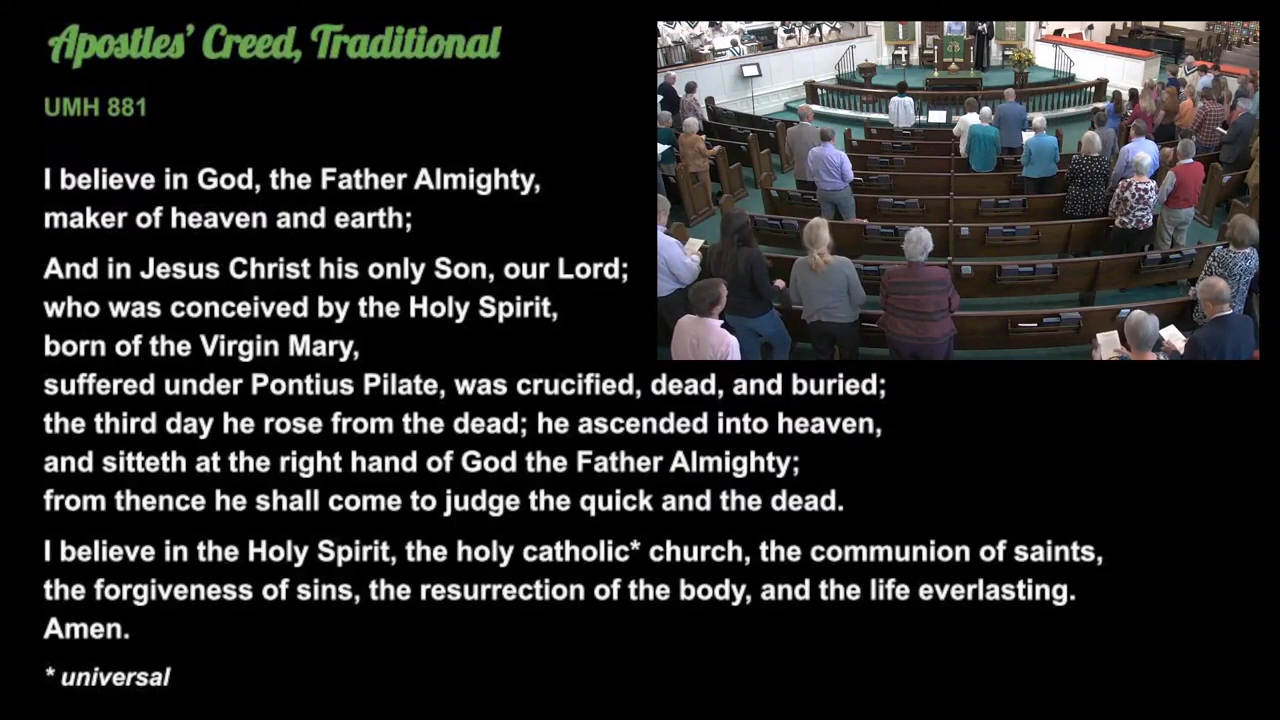 Apostles' Creed, Traditional
UMH 881
I believe in God, the Father Almighty,
maker of heaven and earth;
And in Jesus Christ his only Son, our Lord;
who was conceived by the Holy Spirit,
born of the Virgin Mary,
suffered under Pontius Pilate, was crucified, dead, and buried;
the third day he rose from the dead; he ascended into heaven,
and sitteth at the right hand of God the Father Almighty;
from thence he shall come to judge the quick and the dead.
I believe in the Holy Spirit, the holy catholic* church, the communion of saints,
the forgiveness of sins, the resurrection of the body, and the life everlasting.
Amen.
* universal